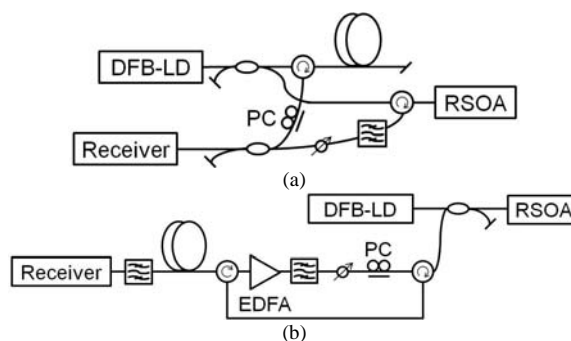 DFB-LD
RSOA
PC
Receiver
(a)
DFB-LD
RSOA
PC
Receiver
EDFA
(b)